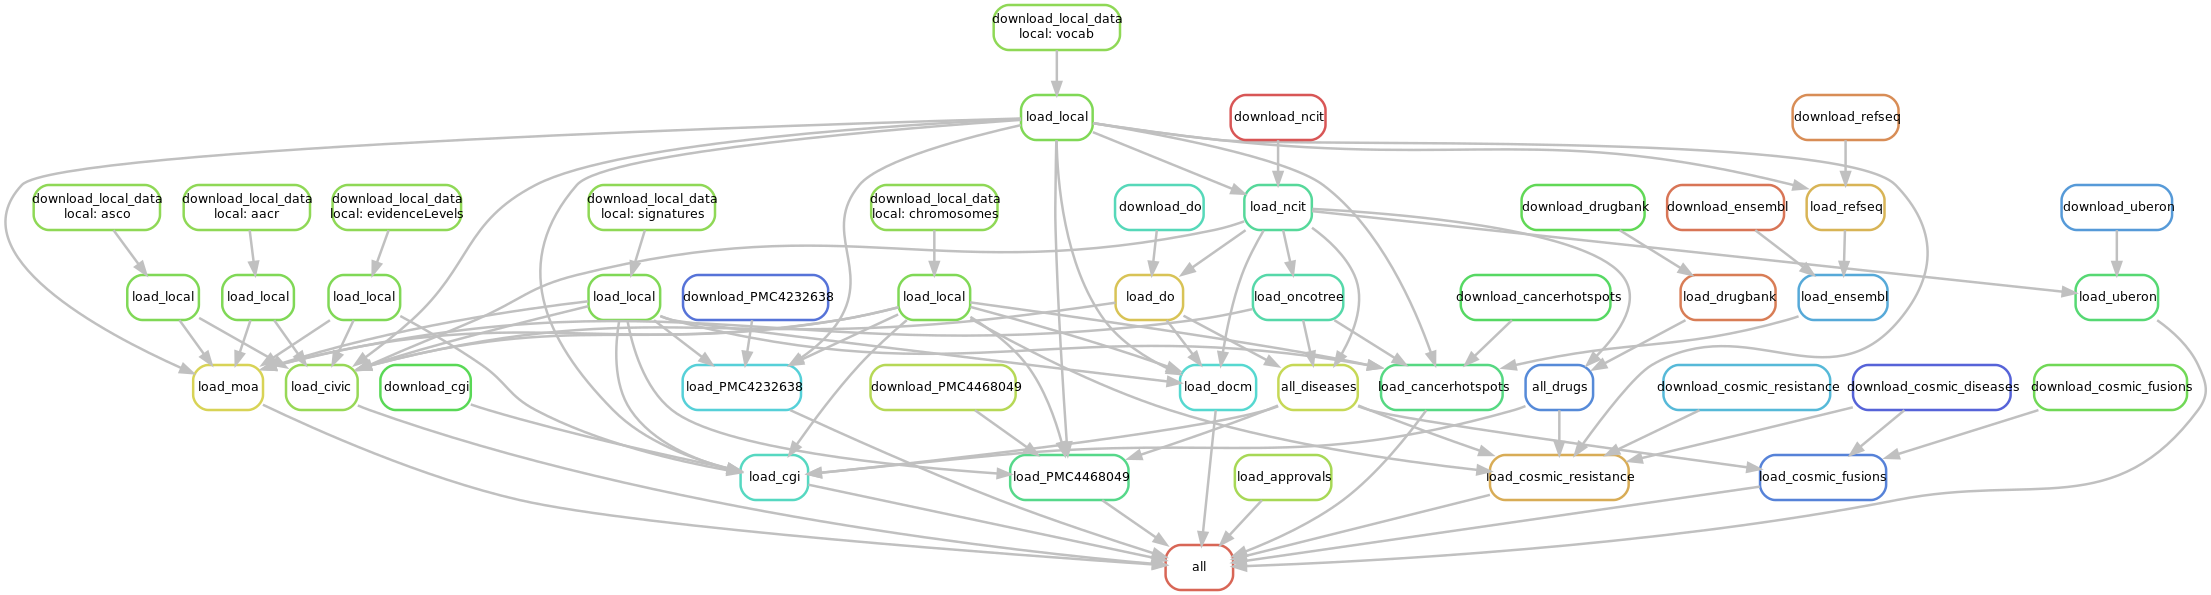 download_local_data
local: vocab
load_local
download_ncit
download_refseq
download_local_data
local: asco
download_local_data
local: aacr
download_local_data
local: evidenceLevels
download_local_data
local: signatures
download_local_data
local: chromosomes
download_do
load_ncit
download_drugbank
download_ensembl
load_refseq
download_uberon
load_local
load_local
load_local
load_local
download_PMC4232638
load_local
load_do
load_oncotree
download_cancerhotspots
load_drugbank
load_ensembl
load_uberon
load_moa
load_civic
download_cgi
load_PMC4232638
download_PMC4468049
load_docm
all_diseases
load_cancerhotspots
all_drugs
download_cosmic_resistance
download_cosmic_diseases
download_cosmic_fusions
load_cgi
load_PMC4468049
load_approvals
load_cosmic_resistance
load_cosmic_fusions
all